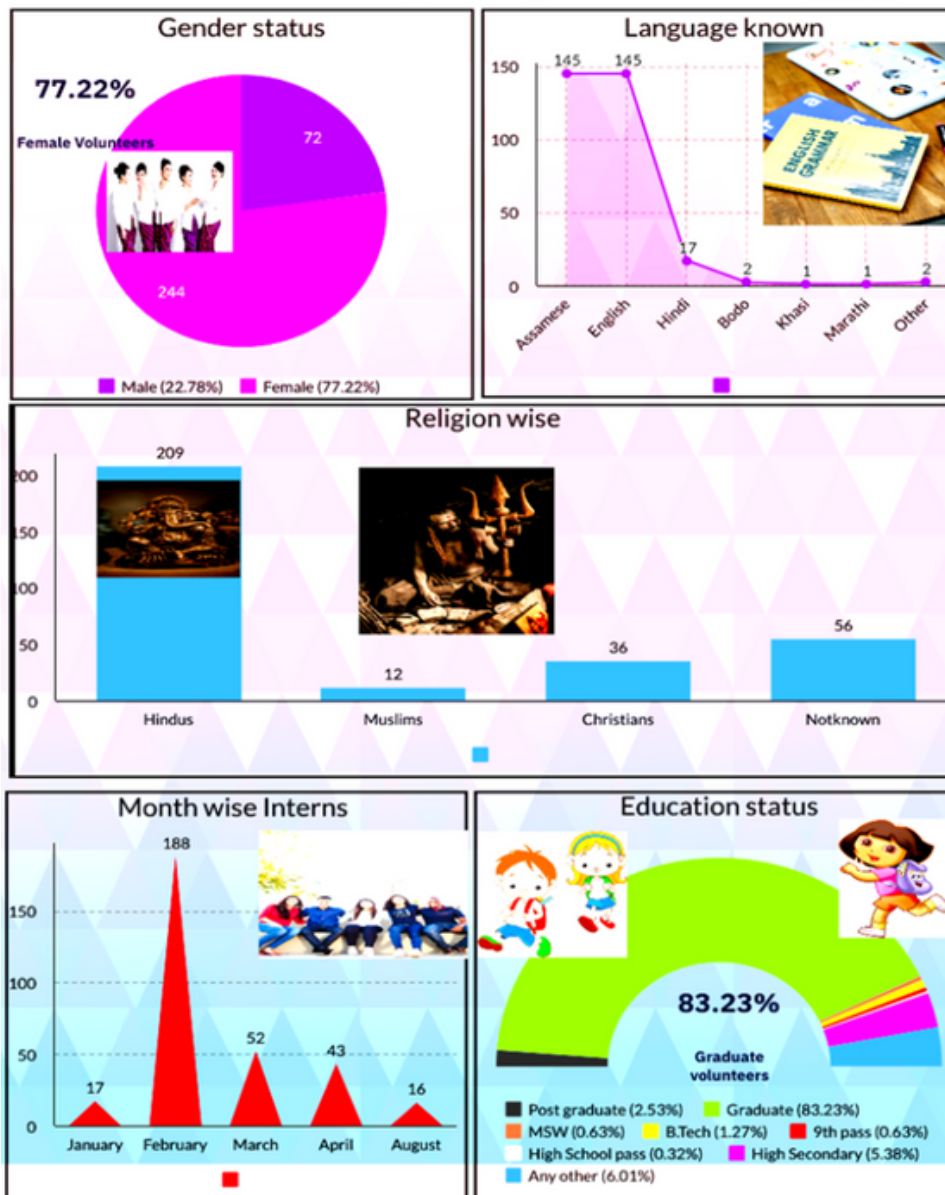 Gender status
77.22%
Female Volunteers
72
244
Male (22.78%) Female (77.22%)
Language known
150
100
50
0
145 145 17 2 1 1 2
ENGLISH
GRAMMAR
Assamese English Hindi Bodo Khasi Marathi Other
Religion wise
200
150
100
50
0
209 12 36 56
Hindus Muslims Christians Notknown
Month wise Interns
150
100
50
0
17 188 52 43 16
January February March April August
Education status
83.23%
Graduate
volunteers
Post graduate (2.53%) Graduate (83.23%)
MSW (0.63%) B.Tech (1.27%) 9th pass (0.63%)
High School pass (0.32%) High Secondary (5.38%)
Any other (6.01%)